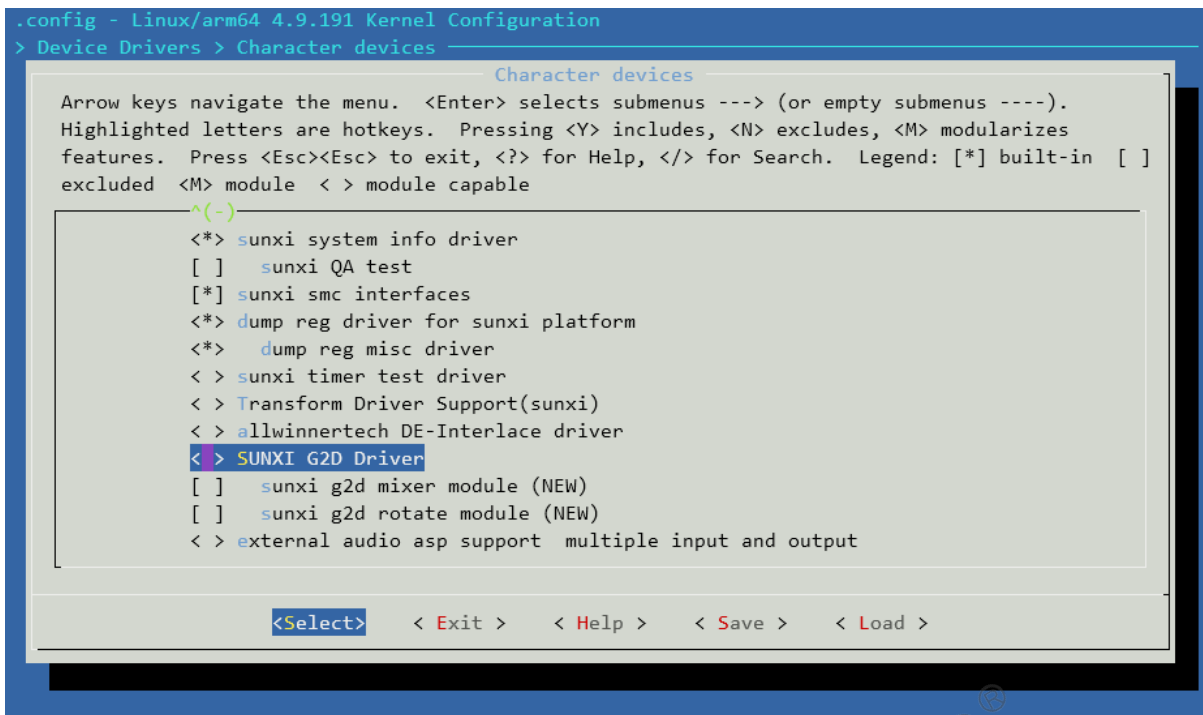 .config - Linux/arm64 4.9.191 Kernel Configuration
> Device Drivers > Character devices
Character devices
Arrow keys navigate the menu.  <Enter> selects submenus ---> (or empty submenus ----).
Highlighted letters are hotkeys.  Pressing <Y> includes, <N> excludes, <M> modularizes
features.  Press <Esc><Esc> to exit, <?> for Help, </> for Search.  Legend: [*] built-in  [ ]
excluded  <M> module  < > module capable
^(-)
<*> sunxi system info driver
[ ]   sunxi QA test
[*] sunxi smc interfaces
<*> dump reg driver for sunxi platform
<*>   dump reg misc driver
< > sunxi timer test driver
< > Transform Driver Support(sunxi)
< > allwinnertech DE-Interlace driver
< > SUNXI G2D Driver
[ ]   sunxi g2d mixer module (NEW)
[ ]   sunxi g2d rotate module (NEW)
< > external audio asp support  multiple input and output
<Select>    < Exit >    < Help >    < Save >    < Load >